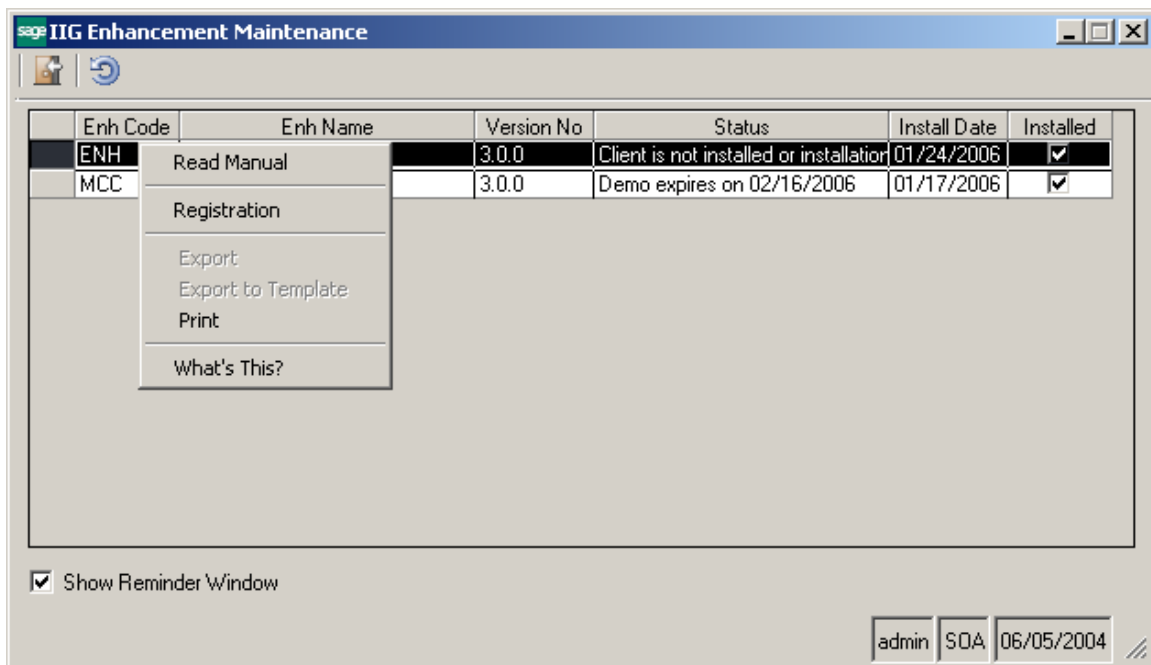 sage IIG Enhancement Maintenance
Enh Code Enh Name Version No Status Install Date Installed
ENH 3.0.0 Client is not installed or installation 01/24/2006
MCC 3.0.0 Demo expires on 02/16/2006 01/17/2006
Read Manual
Registration
Export
Export to Template
Print
What's This?
Show Reminder Window
admin SOA 06/05/2004